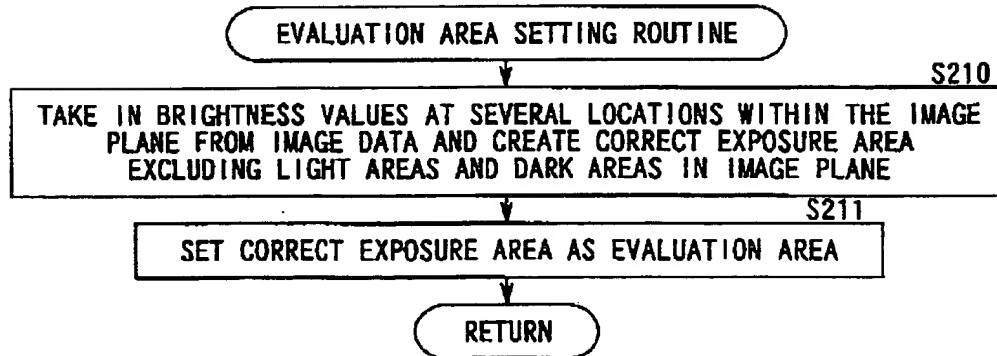 EVALUATION AREA SETTING ROUTINE
S210
TAKE IN BRIGHTNESS VALUES AT SEVERAL LOCATIONS WITHIN THE IMAGE
PLANE FROM IMAGE DATA AND CREATE CORRECT EXPOSURE AREA
EXCLUDING LIGHT AREAS AND DARK AREAS IN IMAGE PLANE
S211
SET CORRECT EXPOSURE AREA AS EVALUATION AREA
RETURN